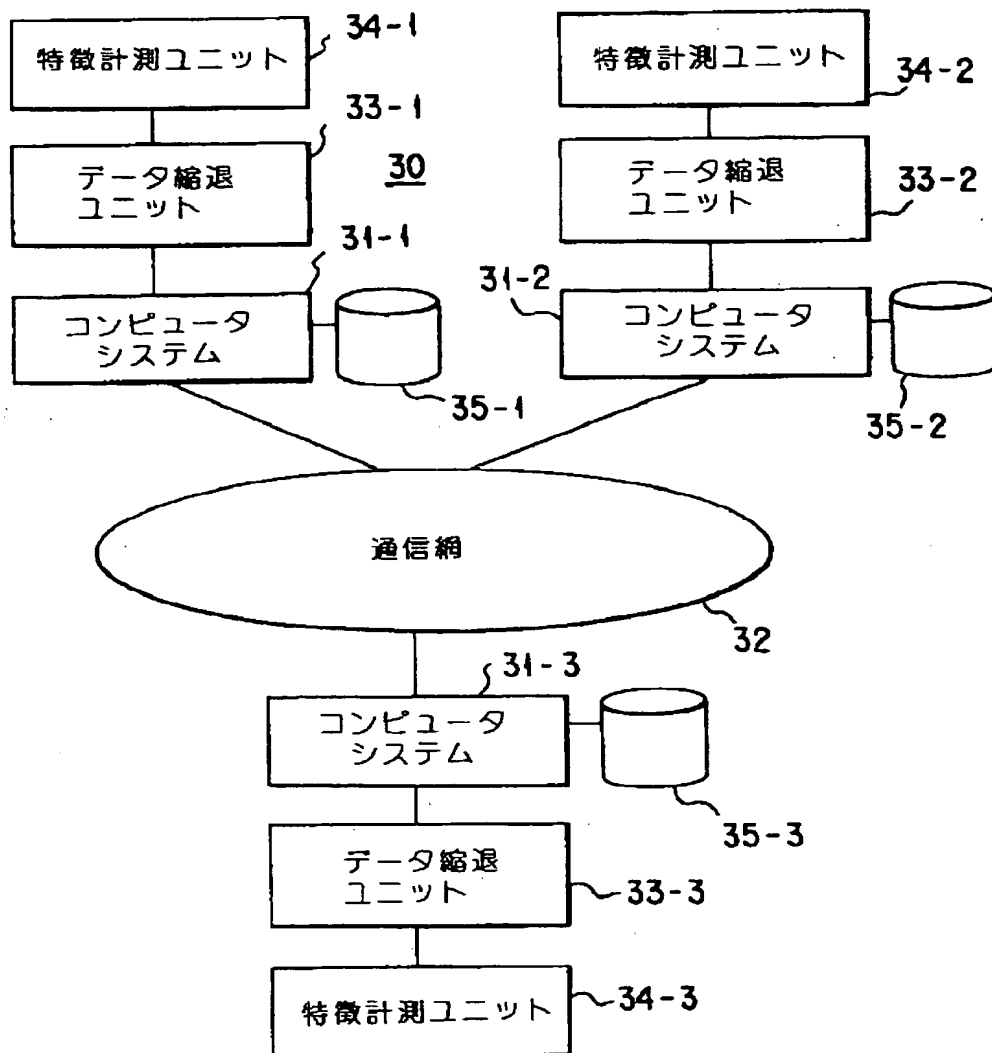 34-1
特徴計測ユニット
特徴計測ユニット
34-2
33-1
データ縮退
ユニット
30
データ縮退
ユニット
33-2
31-1
31-2
コンピュータ
システム
コンピュータ
システム
35-1
35-2
通信網
32
31-3
コンピュータ
システム
35-3
データ縮退
ユニット
33-3
特徴計測ユニット
34-3